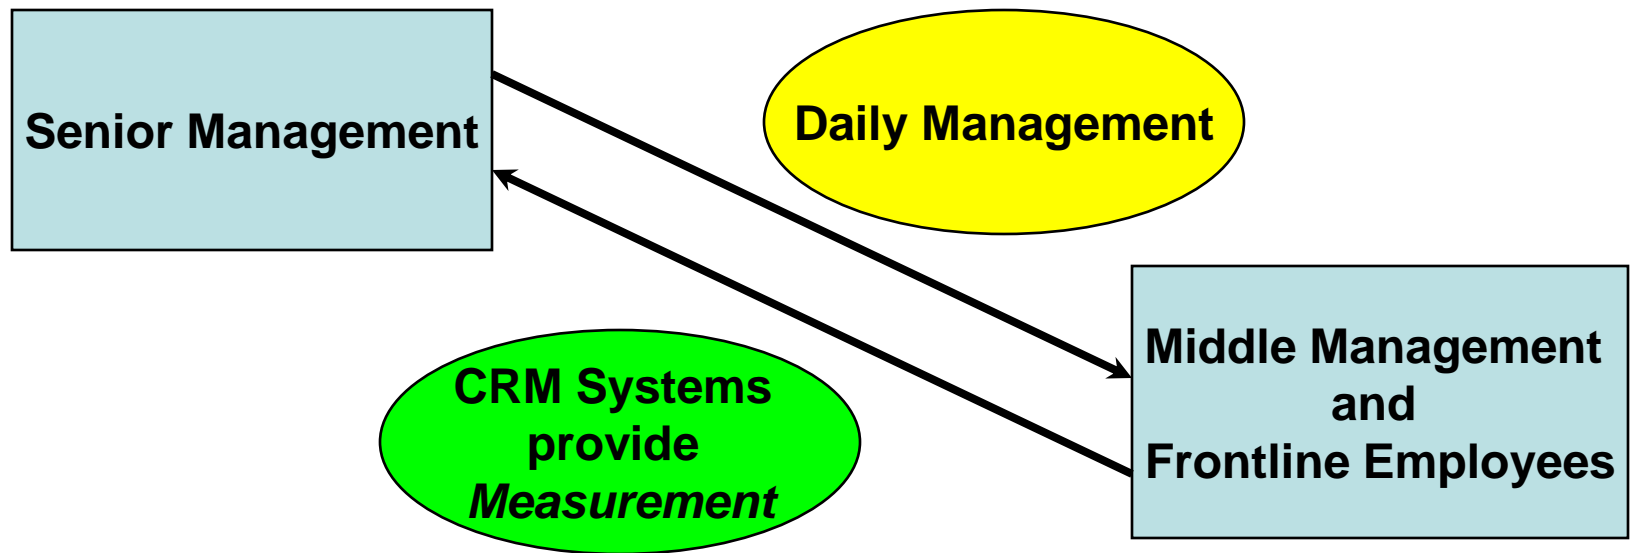 Senior Management
Daily Management
CRM Systems
provide
Measurement
Middle Management
and
Frontline Employees